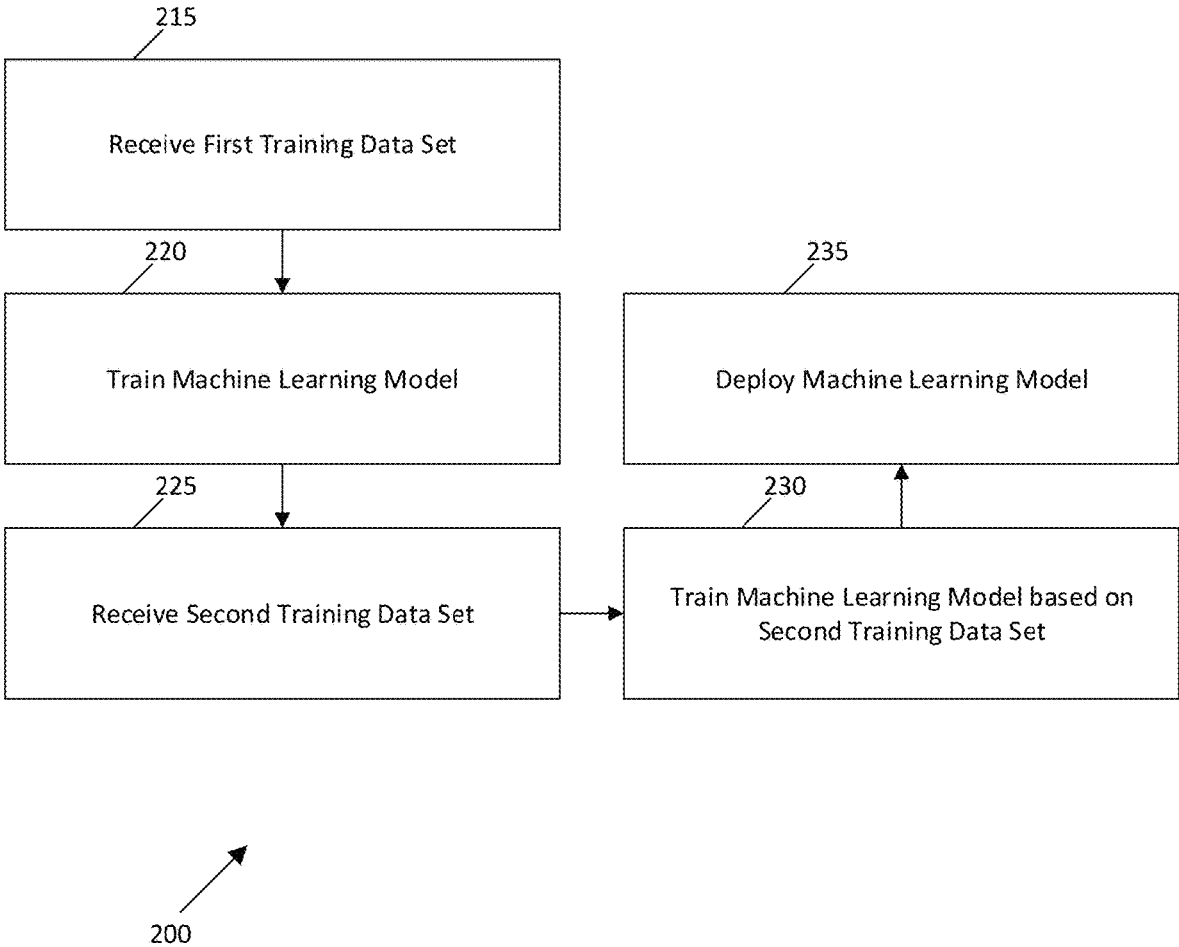 215
Receive First Training Data Set
220
Train Machine Learning Model
225
Receive Second Training Data Set
230
Train Machine Learning Model based on
Second Training Data Set
235
Deploy Machine Learning Model
200